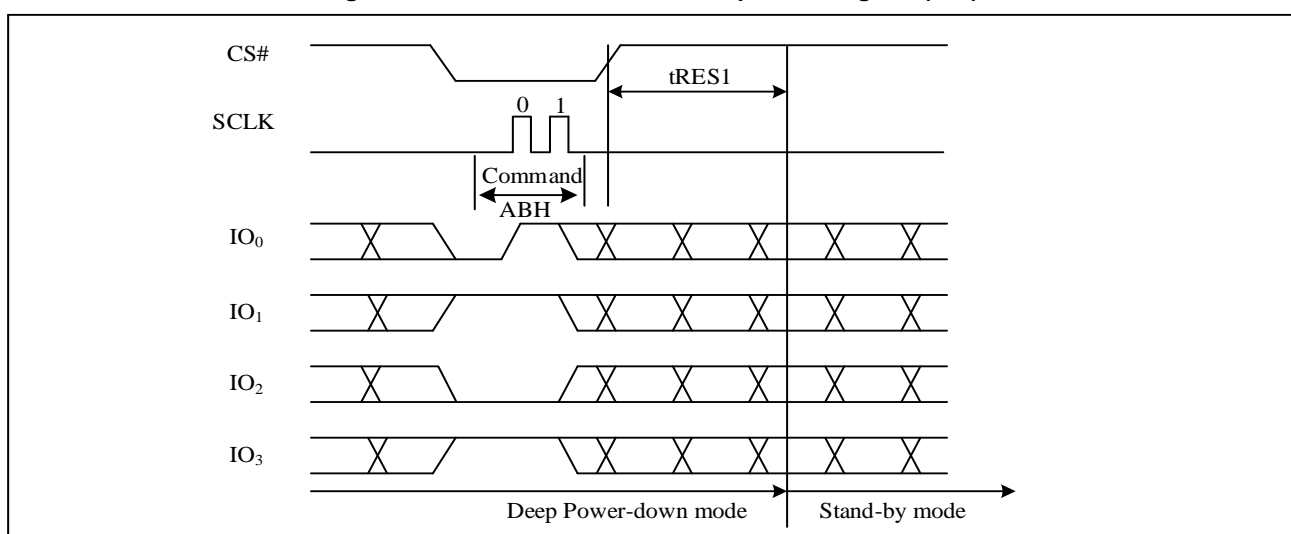 CS#
tRES1
0 1
SCLK
Command
ABH
IO₀
IO₁
IO₂
IO₃
Deep Power-down mode Stand-by mode